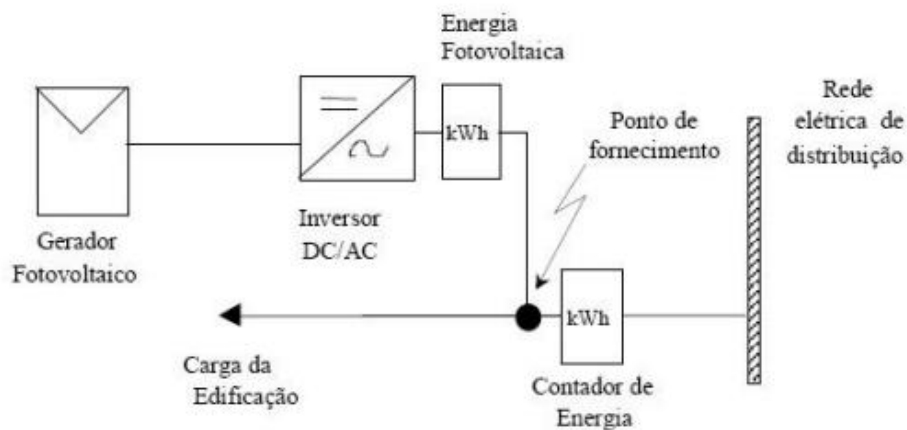 Energia
Fotovoltaica
kWh
Rede
elétrica de
distribuição
Ponto de
fornecimento
Inversor
DC/AC
Gerador
Fotovoltaico
kWh
Carga da
Edificação
Contador de
Energia